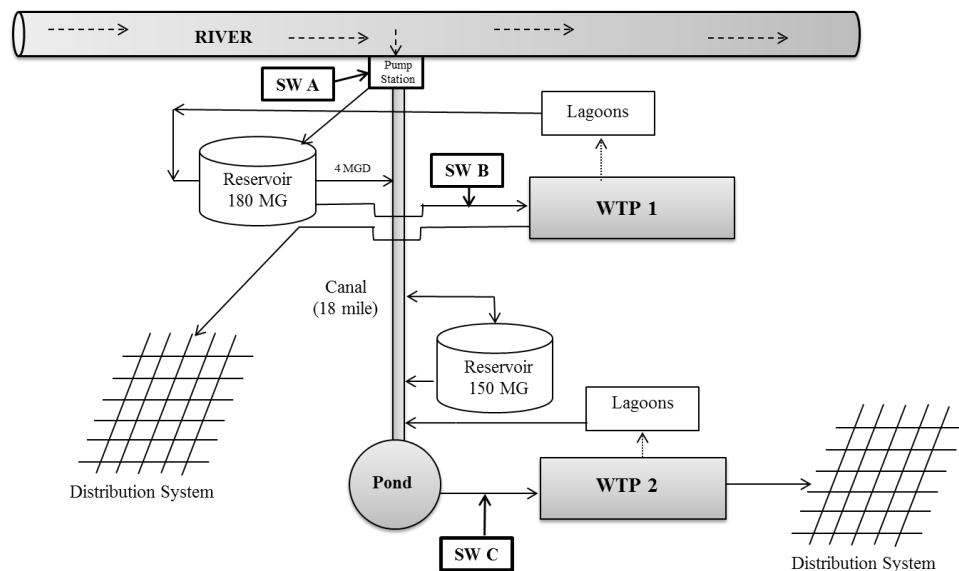 RIVER
SW A
Pump
Station
Lagoons
Reservoir
180 MG
4 MGD
SW B
WTP 1
Canal
(18 mile)
Reservoir
150 MG
Lagoons
Distribution System
Pond
WTP 2
SW C
Distribution System